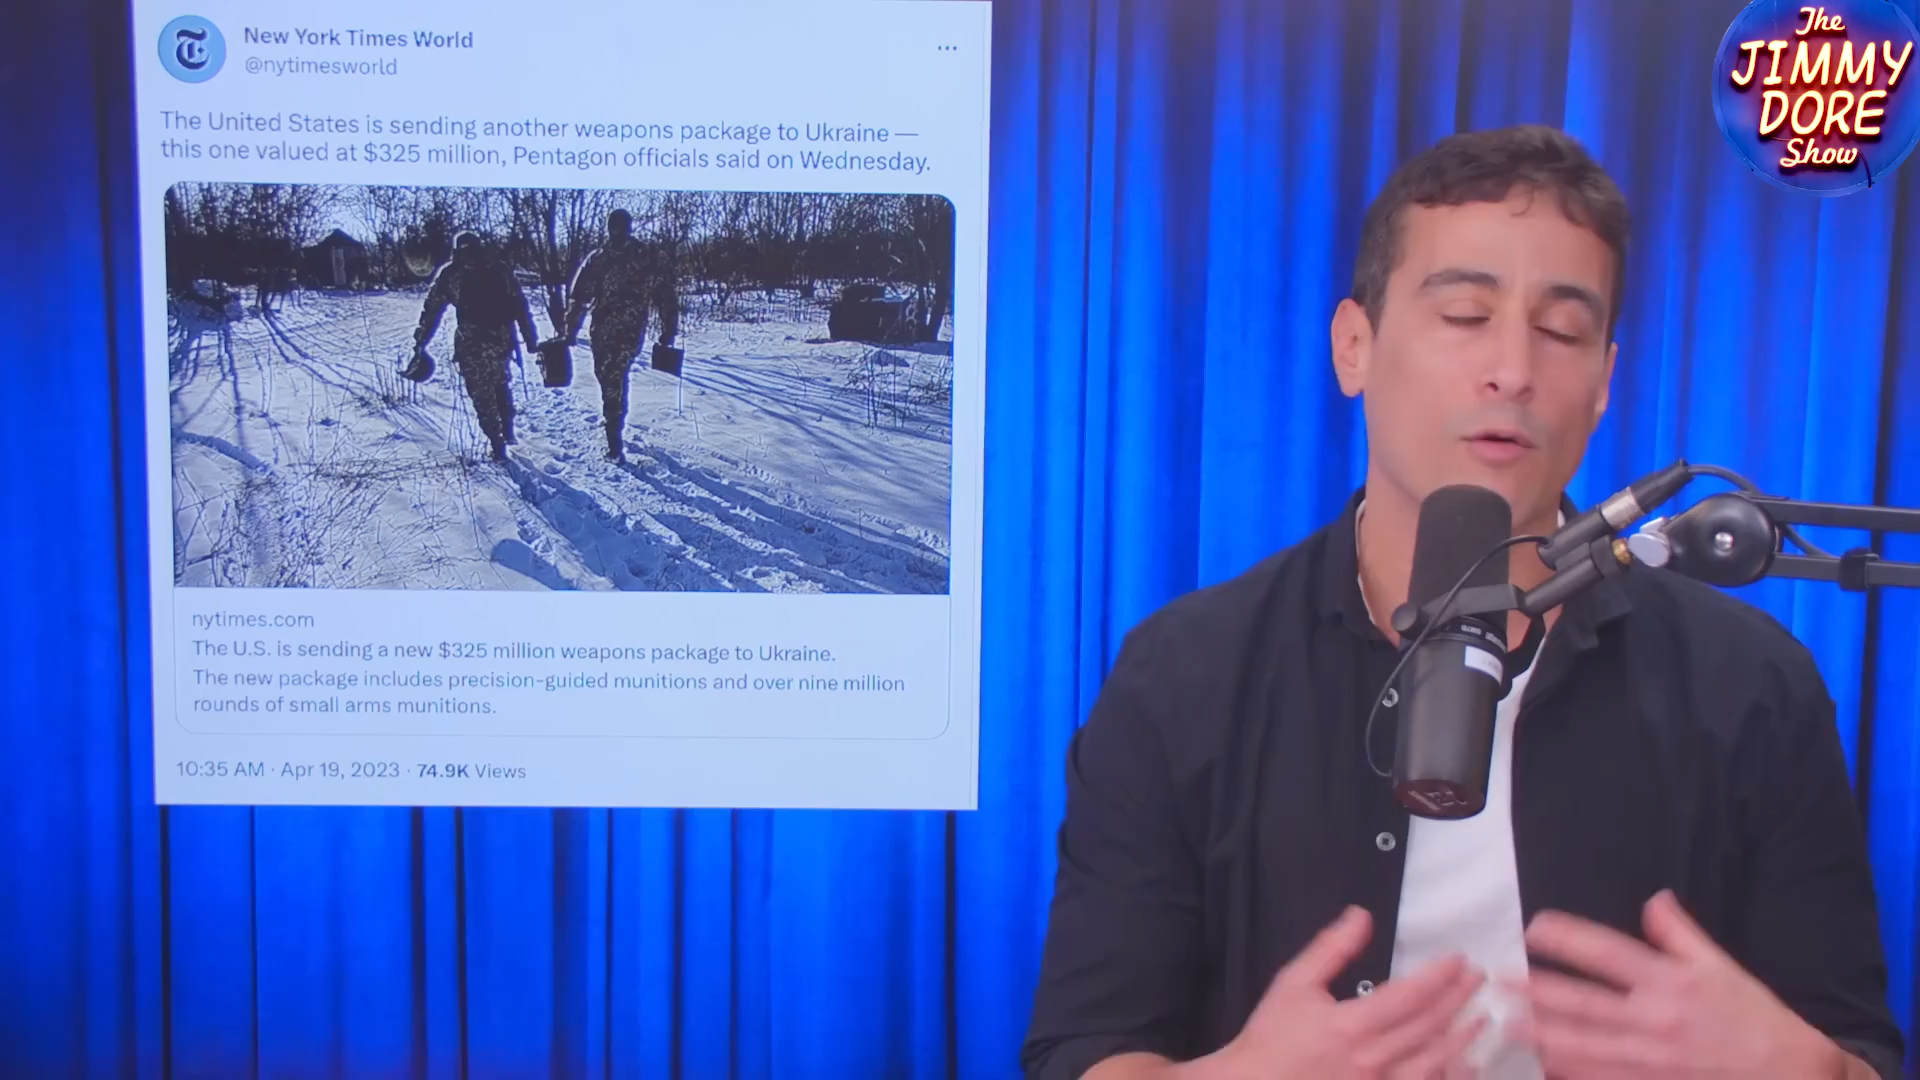 New York Times World
@nytimesworld
The United States is sending another weapons package to Ukraine —
this one valued at $325 million, Pentagon officials said on Wednesday.
nytimes.com
The U.S. is sending a new $325 million weapons package to Ukraine.
The new package includes precision-guided munitions and over nine million
rounds of small arms munitions.
10:35 AM · Apr 19, 2023 · 74.9K Views
The
JIMMY
DORE
Show